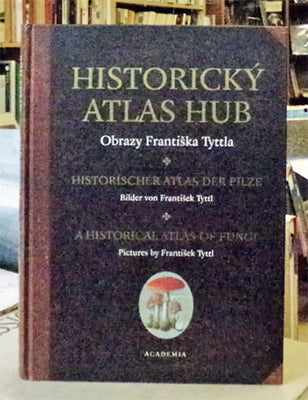 HISTORICKÝ
ATLAS HUB
Obrazy Františka Tyttla
HISTORISCHER ATLAS DER PILZE
Bilder von František Tyttl
A HISTORICAL ATLAS OF FUNGI
Pictures by František Tyttl
ACADEMIA